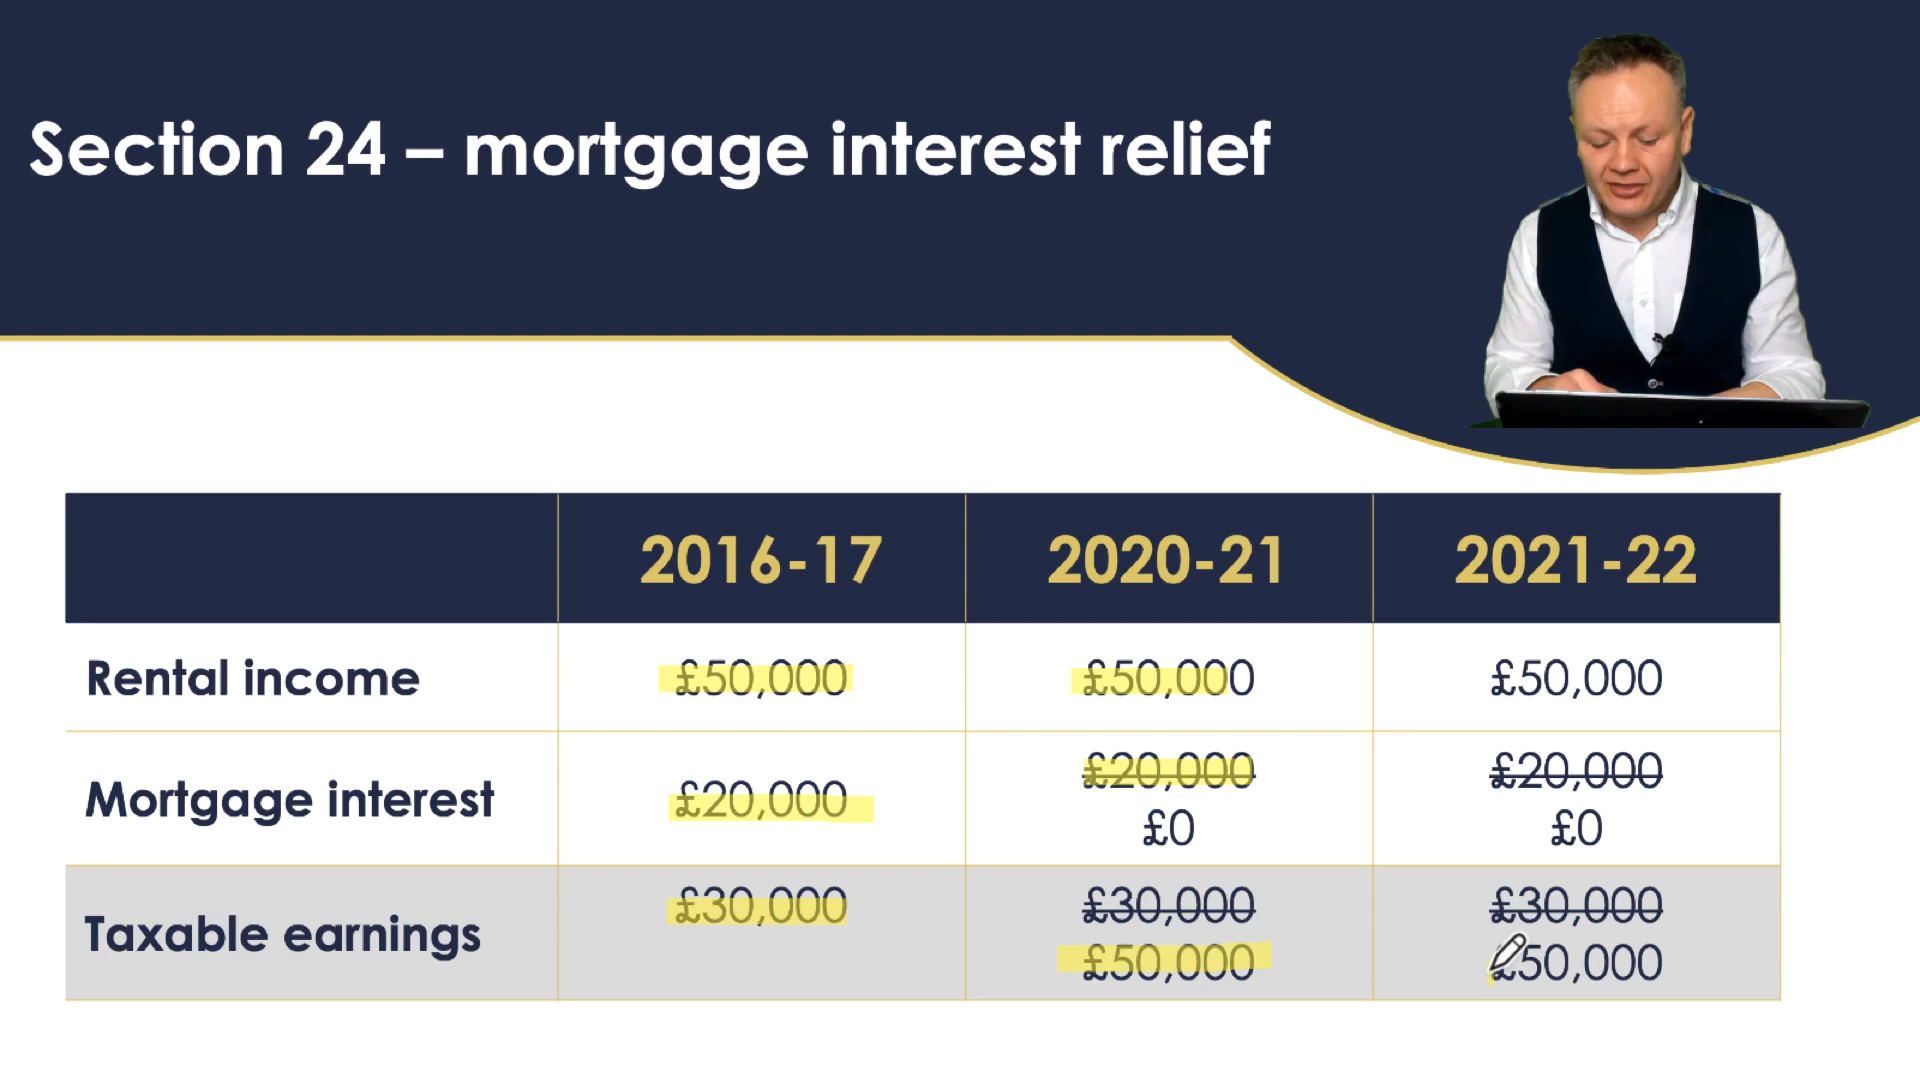 Section 24 – mortgage interest relief
2016-17 2020-21 2021-22
Rental income £50,000 £50,000 £50,000
Mortgage interest £20,000 £20,000 £20,000
£0 £0
Taxable earnings £30,000 £30,000 £30,000
£50,000 £50,000